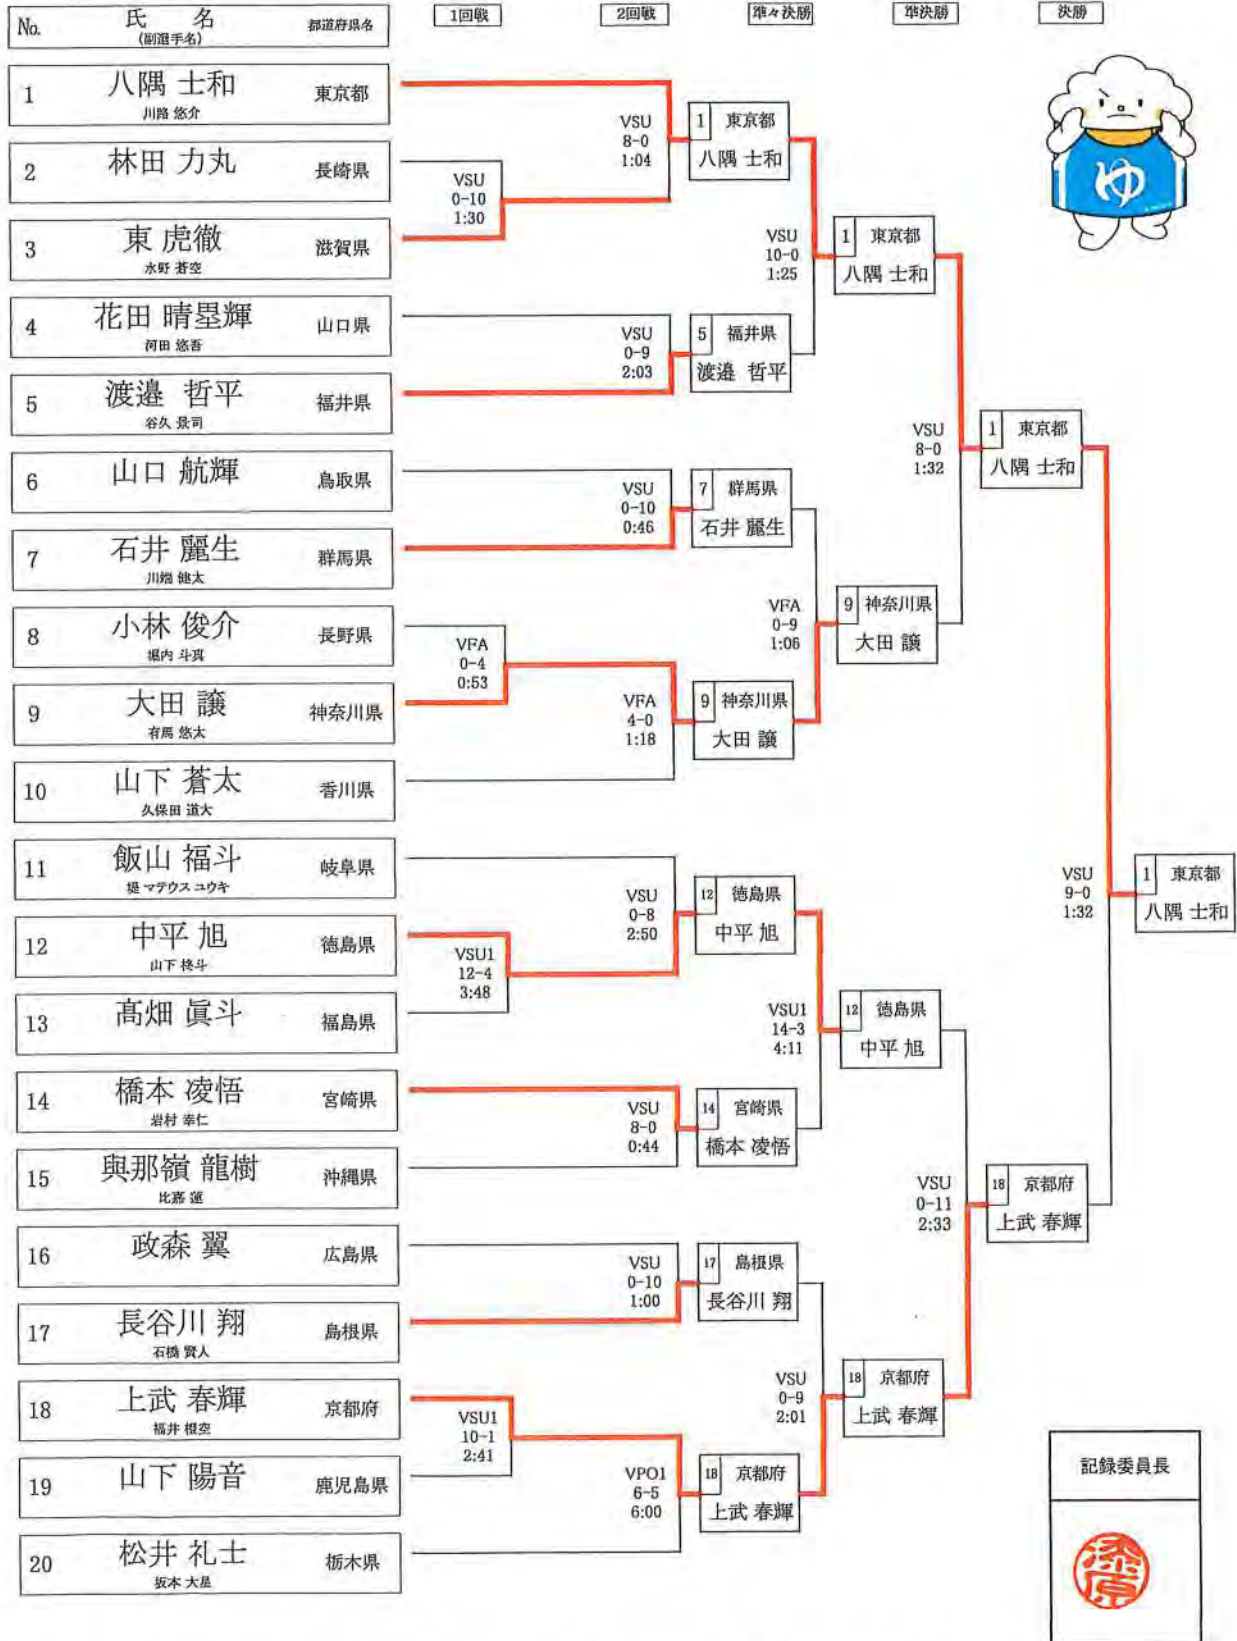 No. 氏 名 都道府県名 1回戦 2回戦 準々決勝 準決勝 決勝
(副選手名)
1 八隅 士和 東京都
川路 悠介
2 林田 力丸 長崎県
3 東 虎徹 滋賀県
水野 蒼空
4 花田 晴塁輝 山口県
河田 悠吾
5 渡邉 哲平 福井県
谷久 景司
6 山口 航輝 鳥取県
7 石井 麗生 群馬県
川端 健太
8 小林 俊介 長野県
堀内 斗真
9 大田 譲 神奈川県
有馬 悠太
10 山下 蒼太 香川県
久保田 道大
11 飯山 福斗 岐阜県
堤 マテウス ユウキ
12 中平 旭 徳島県
山下 柊斗
13 髙畑 眞斗 福島県
14 橋本 凌悟 宮崎県
岩村 幸仁
15 與那嶺 龍樹 沖縄県
比嘉 蓮
16 政森 翼 広島県
17 長谷川 翔 島根県
石橋 賢人
18 上武 春輝 京都府
福井 橙空
19 山下 陽音 鹿児島県
20 松井 礼士 栃木県
坂本 大星
VSU
0-10
1:30
VFA
0-4
0:53
VSU1
12-4
3:48
VSU1
10-1
2:41
VSU
8-0
1:04
VSU
0-9
2:03
VSU
0-10
0:46
VFA
4-0
1:18
VSU
0-8
2:50
VSU
8-0
0:44
VSU
0-10
1:00
VPO1
6-5
6:00
1 東京都
八隅 士和
5 福井県
渡邉 哲平
7 群馬県
石井 麗生
9 神奈川県
大田 譲
12 徳島県
中平 旭
14 宮崎県
橋本 凌悟
17 島根県
長谷川 翔
18 京都府
上武 春輝
VSU
10-0
1:25
VFA
0-9
1:06
VSU1
14-3
4:11
VSU
0-9
2:01
1 東京都
八隅 士和
9 神奈川県
大田 譲
12 徳島県
中平 旭
18 京都府
上武 春輝
VSU
8-0
1:32
VSU
0-11
2:33
1 東京都
八隅 士和
18 京都府
上武 春輝
VSU
9-0
1:32
1 東京都
八隅 士和
ゆ
記録委員長
漆原